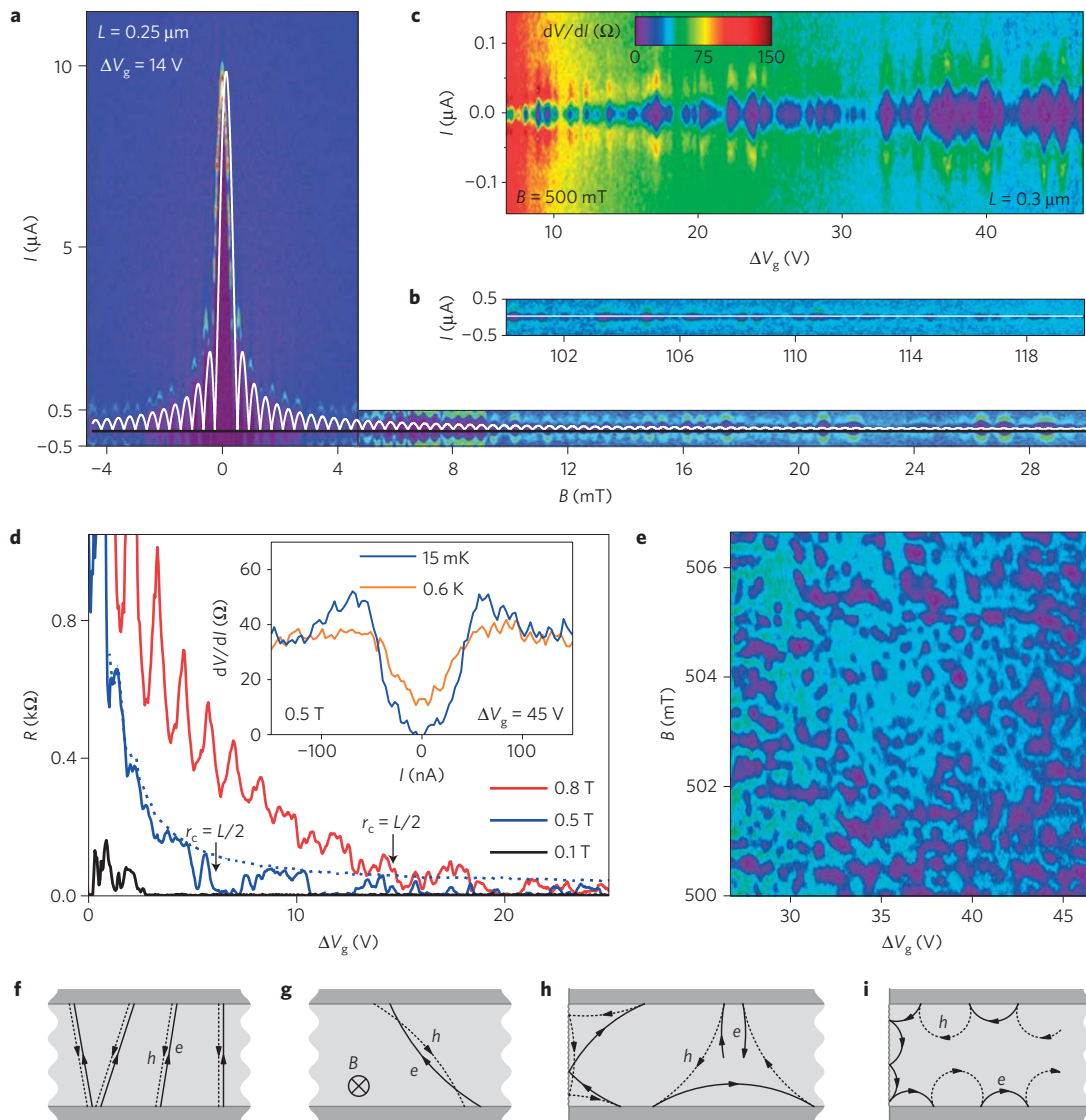 a
L = 0.25 μm
ΔVg = 14 V
10
5
0.5
−0.5
I (μA)
−4
0
4
8
12
16
20
24
28
B (mT)
c
dV/dI (Ω)
0
75
150
0.1
0.0
−0.1
I (μA)
B = 500 mT
L = 0.3 μm
10
20
30
40
ΔVg (V)
b
0.5
−0.5
I (μA)
102
106
110
114
118
d
0.8
0.4
0.0
R (kΩ)
60
40
20
0
dV/dI (Ω)
15 mK
0.6 K
0.5 T
ΔVg = 45 V
−100
0
100
I (nA)
rc = L/2
rc = L/2
0.8 T
0.5 T
0.1 T
0
10
20
ΔVg (V)
e
506
504
502
500
B (mT)
30
35
40
45
ΔVg (V)
f
h
e
g
h
B
e
h
h
e
i
h
e